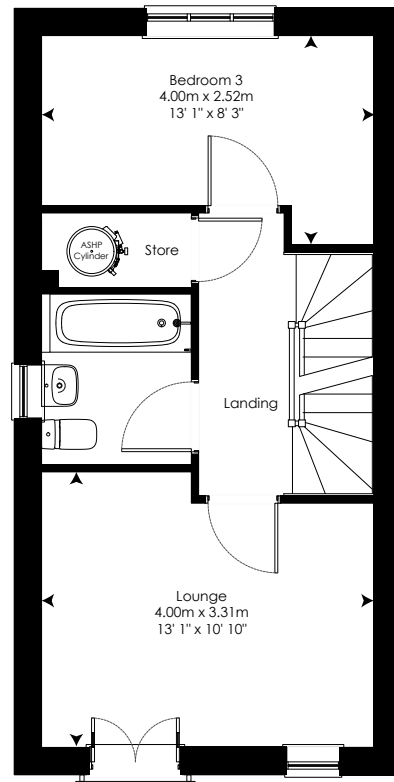 Bedroom 3
4.00m x 2.52m
13' 1" x 8' 3"
ASHP
Cylinder
Store
Landing
Lounge
4.00m x 3.31m
13' 1" x 10' 10"